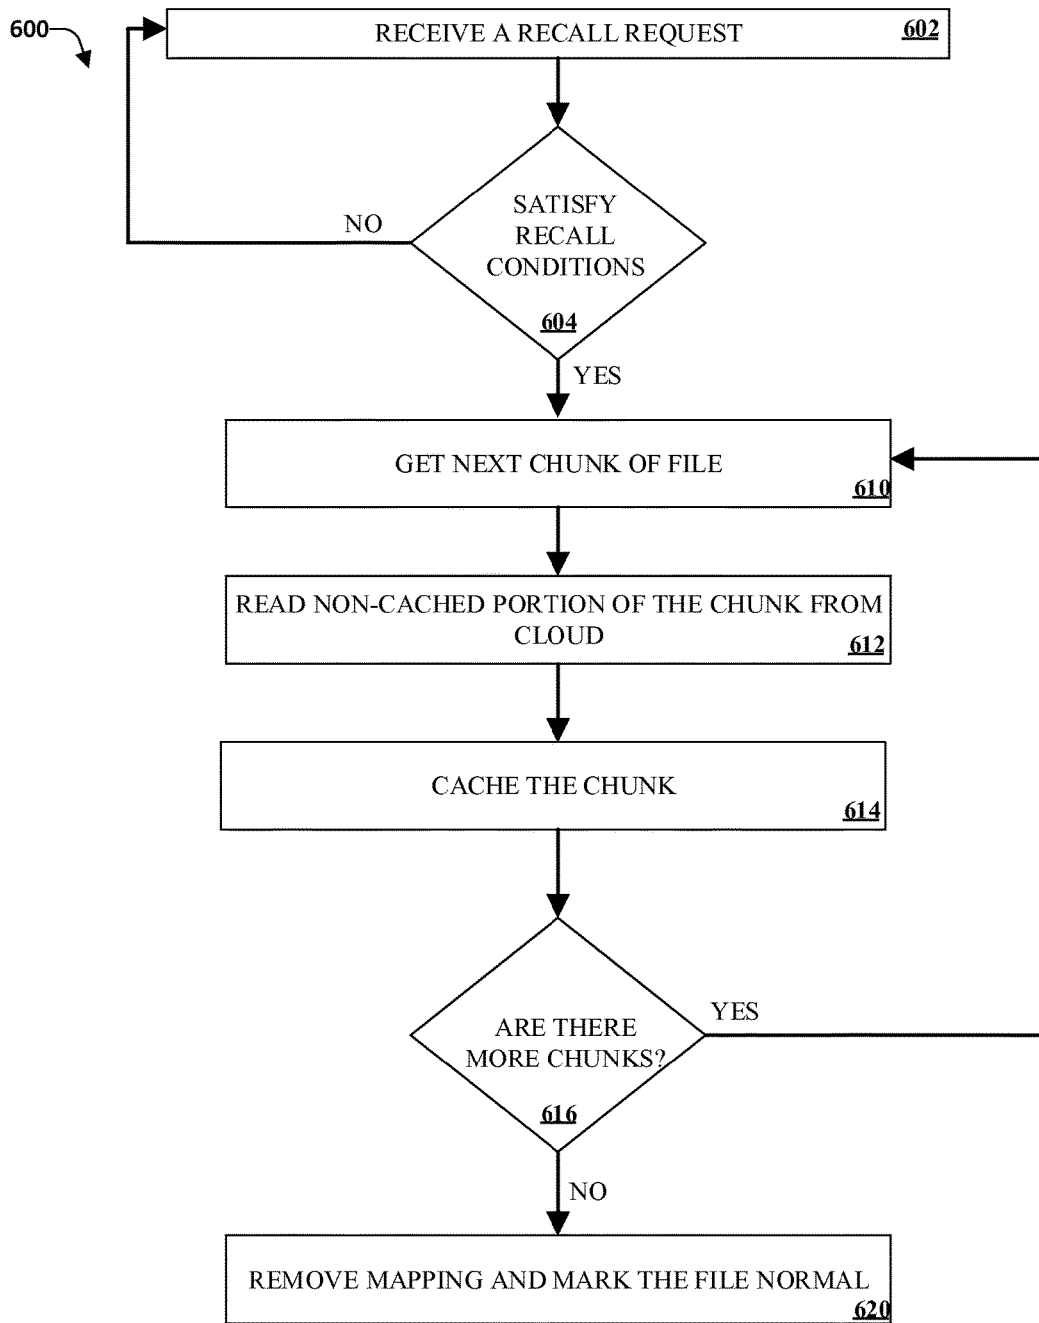 600
RECEIVE A RECALL REQUEST
602
SATISFY
RECALL
CONDITIONS
604
NO
YES
GET NEXT CHUNK OF FILE
610
READ NON-CACHED PORTION OF THE CHUNK FROM
CLOUD
612
CACHE THE CHUNK
614
ARE THERE
MORE CHUNKS?
616
YES
NO
REMOVE MAPPING AND MARK THE FILE NORMAL
620